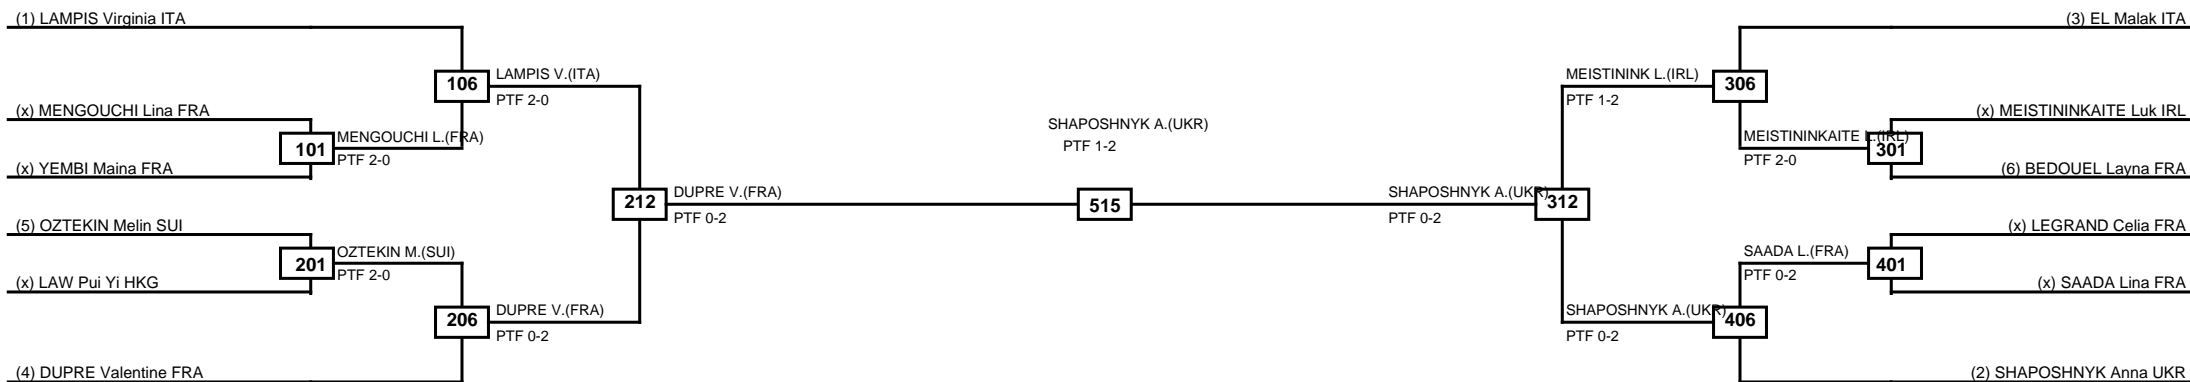 (1) LAMPIS Virginia ITA
(3) EL Malak ITA
LAMPIS V.(ITA)
106
PTF 2-0
MEISTININK L.(IRL)
306
PTF 1-2
(x) MENGOUCHI Lina FRA
(x) MEISTININKAITE Luk IRL
SHAPOSHNYK A.(UKR)
PTF 1-2
MENGOUCHI L.(FRA)
101
PTF 2-0
MEISTININKAITE L.(IRL)
301
PTF 2-0
(x) YEMBI Maina FRA
(6) BEDOUEL Layna FRA
DUPRE V.(FRA)
212
PTF 0-2
515
SHAPOSHNYK A.(UKR)
312
PTF 0-2
(5) OZTEKIN Melin SUI
(x) LEGRAND Celia FRA
OZTEKIN M.(SUI)
201
PTF 2-0
SAADA L.(FRA)
401
PTF 0-2
(x) LAW Pui Yi HKG
(x) SAADA Lina FRA
DUPRE V.(FRA)
206
PTF 0-2
SHAPOSHNYK A.(UKR)
406
PTF 0-2
(4) DUPRE Valentine FRA
(2) SHAPOSHNYK Anna UKR